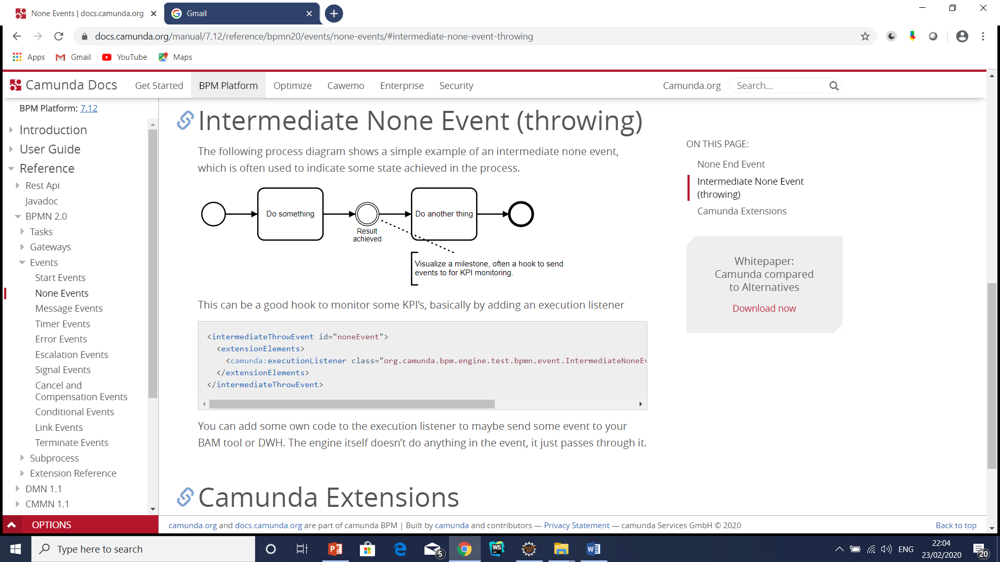 None Events | docs.camunda.org
Gmail
docs.camunda.org/manual/7.12/reference/bpmn20/events/none-events/#intermediate-none-event-throwing
Apps
Gmail
YouTube
Maps
Camunda Docs
Get Started
BPM Platform
Optimize
Cawemo
Enterprise
Security
Camunda.org
Search...
BPM Platform: 7.12
Introduction
User Guide
Reference
Rest Api
Javadoc
BPMN 2.0
Tasks
Gateways
Events
Start Events
None Events
Message Events
Timer Events
Error Events
Escalation Events
Signal Events
Cancel and
Compensation Events
Conditional Events
Link Events
Terminate Events
Subprocess
Extension Reference
DMN 1.1
CMMN 1.1
OPTIONS
Intermediate None Event (throwing)
The following process diagram shows a simple example of an intermediate none event,
which is often used to indicate some state achieved in the process.
Do something
Result
achieved
Do another thing
Visualize a milestone, often a hook to send
events to for KPI monitoring.
This can be a good hook to monitor some KPI's, basically by adding an execution listener
<intermediateThrowEvent id="noneEvent">
<extensionElements>
<camunda:executionListener class="org.camunda.bpm.engine.test.bpmn.event.IntermediateNoneEv
</extensionElements>
</intermediateThrowEvent>
You can add some own code to the execution listener to maybe send some event to your
BAM tool or DWH. The engine itself doesn't do anything in the event, it just passes through it.
Camunda Extensions
ON THIS PAGE:
None End Event
Intermediate None Event
(throwing)
Camunda Extensions
Whitepaper:
Camunda compared
to Alternatives
Download now
camunda.org and docs.camunda.org are part of camunda BPM | Built by camunda and contributors — Privacy Statement — camunda Services GmbH © 2020
Back to top
Type here to search
5
WS
ENG
22:04
23/02/2020
20